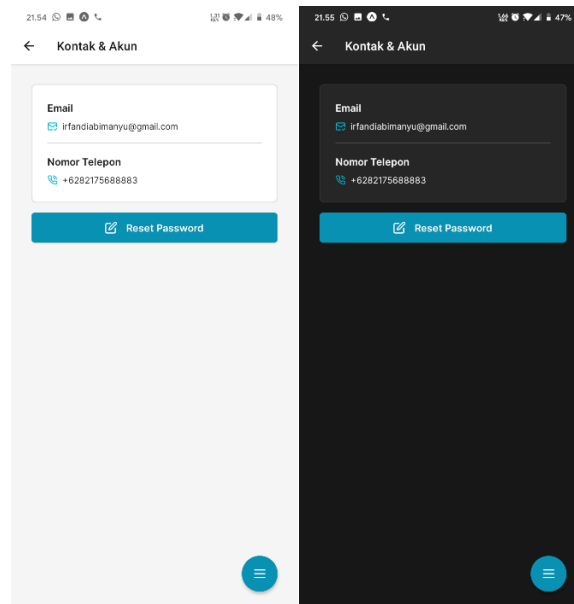 21.54
48%
Kontak & Akun
Email
irfandiabimanyu@gmail.com
Nomor Telepon
+6282175688883
Reset Password
21.55
47%
Kontak & Akun
Email
irfandiabimanyu@gmail.com
Nomor Telepon
+6282175688883
Reset Password